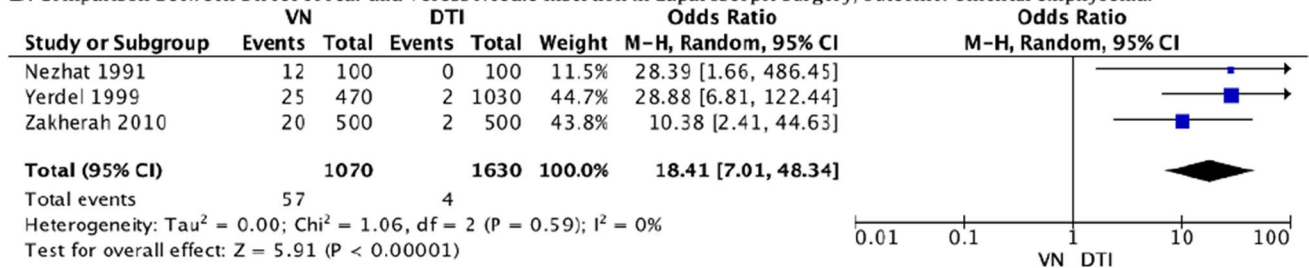 VN DTI Odds Ratio Odds Ratio
Study or Subgroup Events Total Events Total Weight M-H, Random, 95% CI M-H, Random, 95% CI
Nezhat 1991 12 100 0 100 11.5% 28.39 [1.66, 486.45]
Yerdel 1999 25 470 2 1030 44.7% 28.88 [6.81, 122.44]
Zakherah 2010 20 500 2 500 43.8% 10.38 [2.41, 44.63]
Total (95% CI) 1070 1630 100.0% 18.41 [7.01, 48.34]
Total events 57 4
Heterogeneity: Tau² = 0.00; Chi² = 1.06, df = 2 (P = 0.59); I² = 0%
Test for overall effect: Z = 5.91 (P < 0.00001)
0.01 0.1 1 10 100
VN DTI